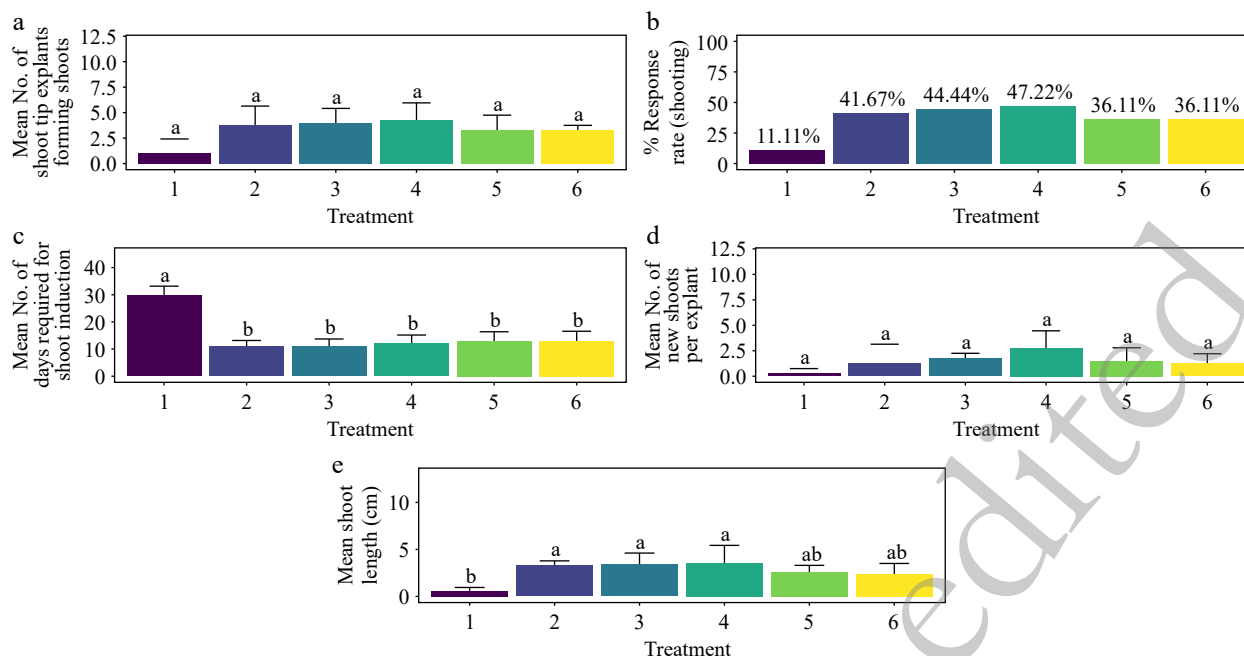 a
Mean No. of
shoot tip explants
forming shoots
12.5
10.0
7.5
5.0
2.5
0.0
a a a a a a
1 2 3 4 5 6
Treatment
b
% Response
rate (shooting)
100
75
50
25
0
11.11% 41.67% 44.44% 47.22% 36.11% 36.11%
1 2 3 4 5 6
Treatment
c
Mean No. of
days required for
shoot induction
40
30
20
10
0
a b b b b b
1 2 3 4 5 6
Treatment
d
Mean No. of
new shoots
per explant
12.5
10.0
7.5
5.0
2.5
0.0
a a a a a a
1 2 3 4 5 6
Treatment
e
Mean shoot
length (cm)
10
5
0
b a a a ab ab
1 2 3 4 5 6
Treatment
edited